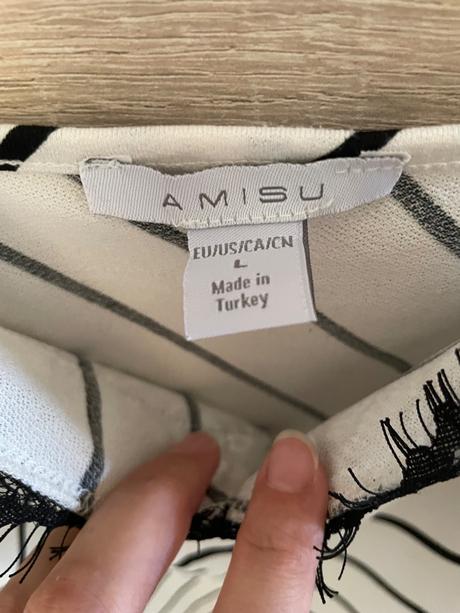 AMISU
EU/US/CA/CN
L
Made in
Turkey